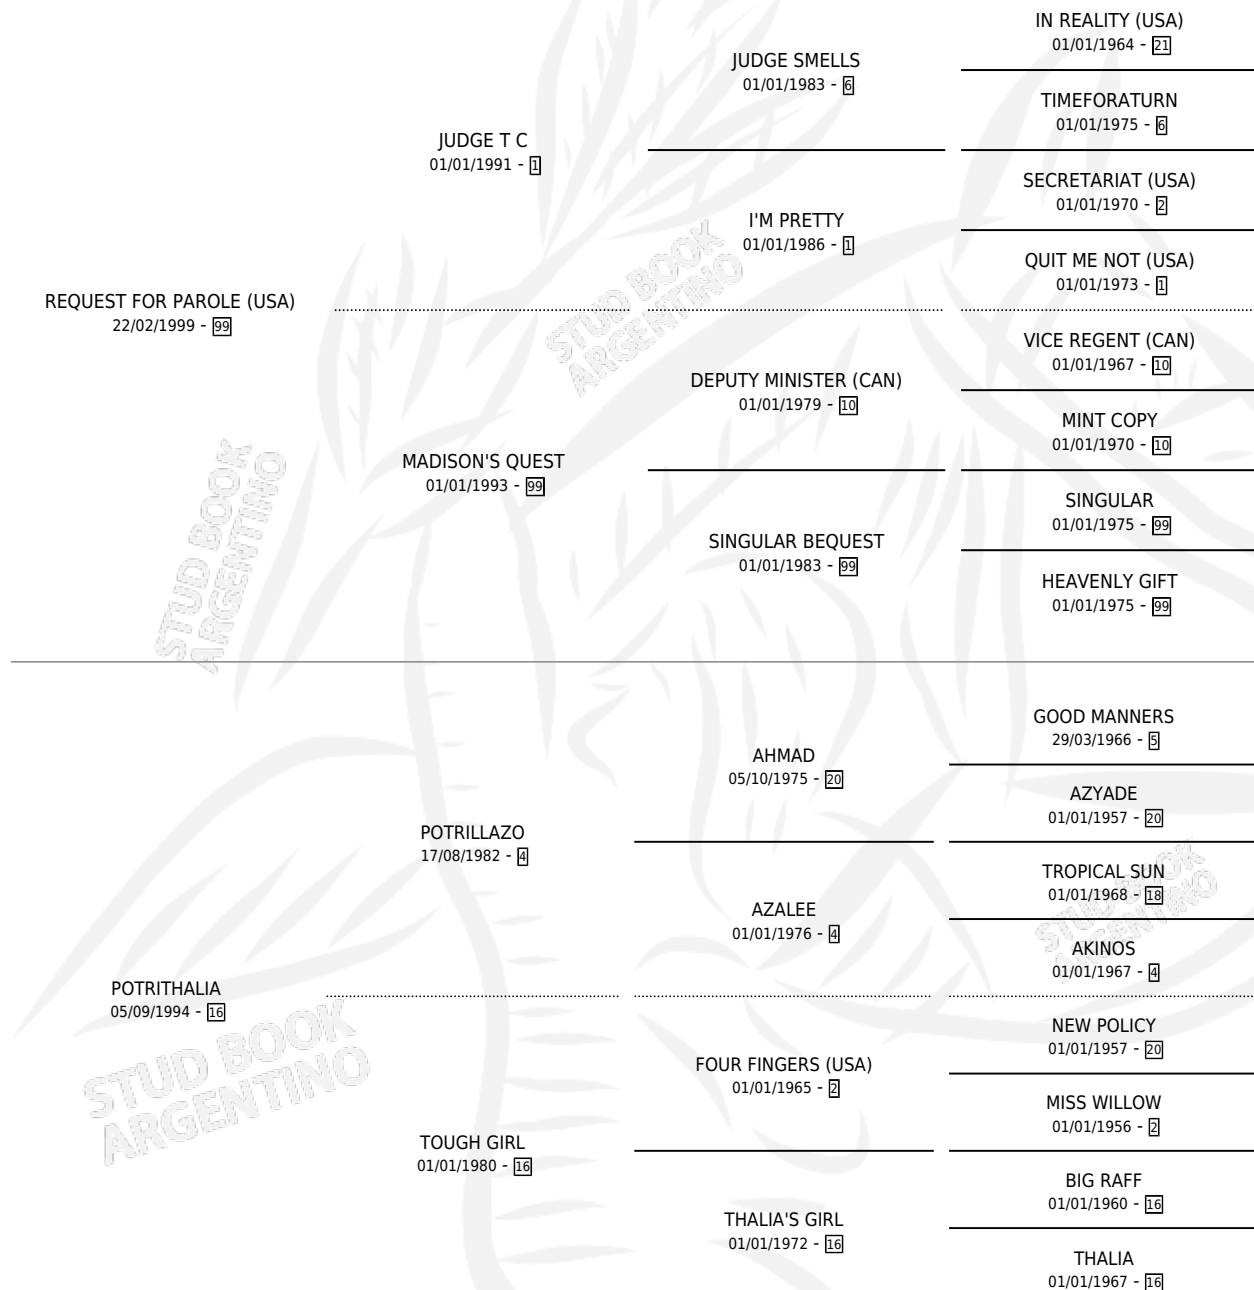 REQUEST FOR PAROLE (USA)
22/02/1999 - 99
JUDGE T C
01/01/1991 - 1
MADISON'S QUEST
01/01/1993 - 99
JUDGE SMELLS
01/01/1983 - 6
I'M PRETTY
01/01/1986 - 1
DEPUTY MINISTER (CAN)
01/01/1979 - 10
SINGULAR BEQUEST
01/01/1983 - 99
IN REALITY (USA)
01/01/1964 - 21
TIMEFORATURN
01/01/1975 - 6
SECRETARIAT (USA)
01/01/1970 - 2
QUIT ME NOT (USA)
01/01/1973 - 1
VICE REGENT (CAN)
01/01/1967 - 10
MINT COPY
01/01/1970 - 10
SINGULAR
01/01/1975 - 99
HEAVENLY GIFT
01/01/1975 - 99
POTRITHALIA
05/09/1994 - 16
POTRILLAZO
17/08/1982 - 4
TOUGH GIRL
01/01/1980 - 16
AHMAD
05/10/1975 - 20
AZALEE
01/01/1976 - 4
FOUR FINGERS (USA)
01/01/1965 - 2
THALIA'S GIRL
01/01/1972 - 16
GOOD MANNERS
29/03/1966 - 5
AZYADE
01/01/1957 - 20
TROPICAL SUN
01/01/1968 - 18
AKINOS
01/01/1967 - 4
NEW POLICY
01/01/1957 - 20
MISS WILLOW
01/01/1956 - 2
BIG RAFF
01/01/1960 - 16
THALIA
01/01/1967 - 16
STUD BOOK
ARGENTINO
STUD BOOK
ARGENTINO
STUD BOOK
ARGENTINO
STUD BOOK
ARGENTINO